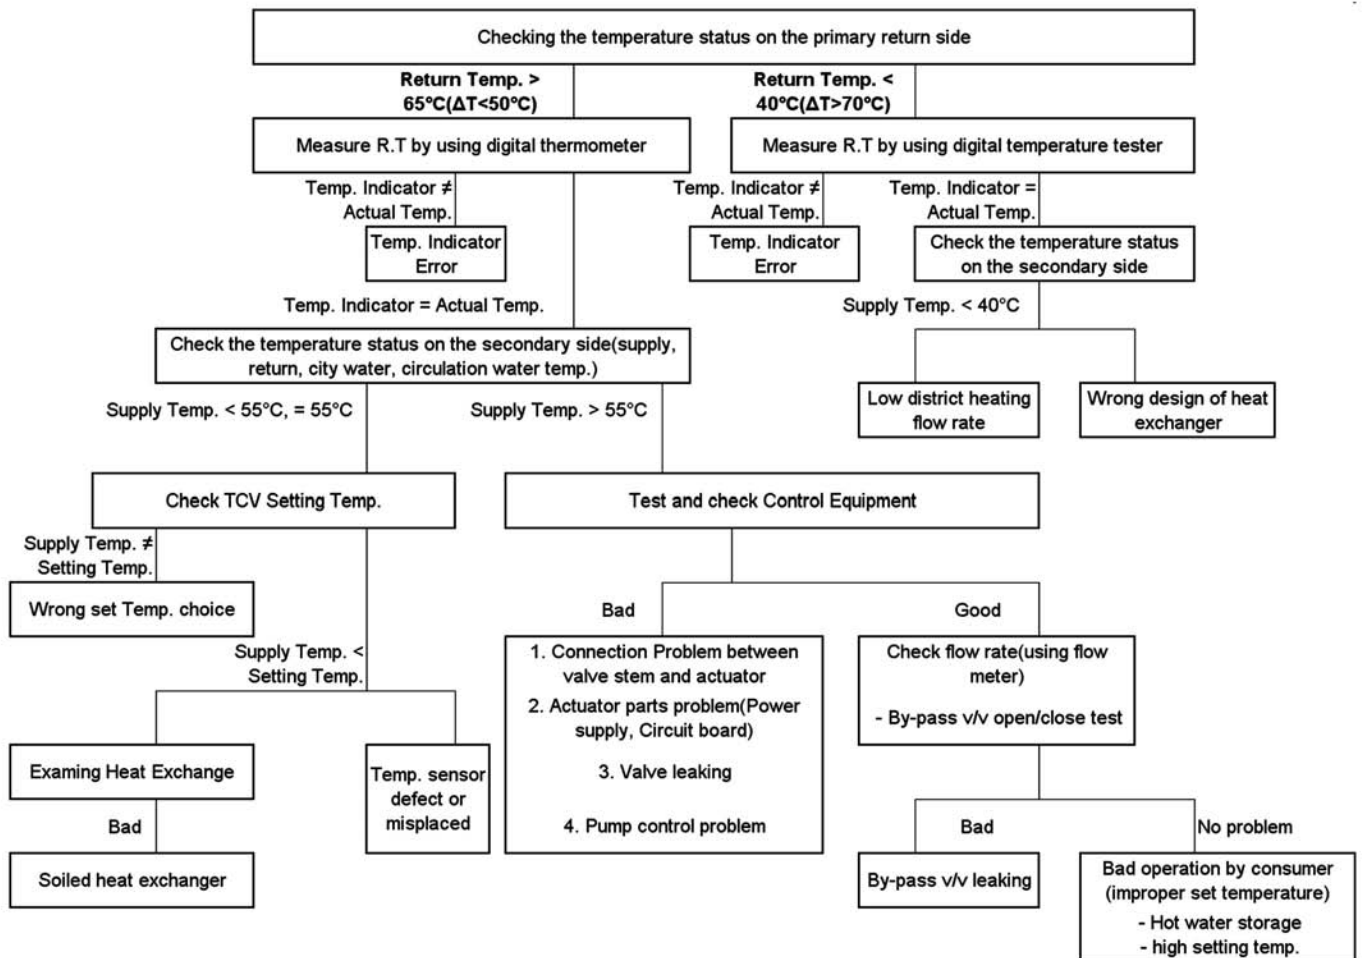 Checking the temperature status on the primary return side
Return Temp. >
65°C(ΔT<50°C)
Return Temp. <
40°C(ΔT>70°C)
Measure R.T by using digital thermometer
Measure R.T by using digital temperature tester
Temp. Indicator ≠
Actual Temp.
Temp. Indicator ≠
Actual Temp.
Temp. Indicator =
Actual Temp.
Temp. Indicator
Error
Temp. Indicator
Error
Check the temperature status
on the secondary side
Temp. Indicator = Actual Temp.
Supply Temp. < 40°C
Check the temperature status on the secondary side(supply,
return, city water, circulation water temp.)
Supply Temp. < 55°C, = 55°C
Supply Temp. > 55°C
Low district heating
flow rate
Wrong design of heat
exchanger
Check TCV Setting Temp.
Test and check Control Equipment
Supply Temp. ≠
Setting Temp.
Wrong set Temp. choice
Bad
Good
Supply Temp. <
Setting Temp.
1. Connection Problem between
valve stem and actuator
2. Actuator parts problem(Power
supply, Circuit board)
3. Valve leaking
4. Pump control problem
Check flow rate(using flow
meter)
- By-pass v/v open/close test
Examing Heat Exchange
Temp. sensor
defect or
misplaced
Bad
Bad
No problem
Soiled heat exchanger
By-pass v/v leaking
Bad operation by consumer
(improper set temperature)
- Hot water storage
- high setting temp.